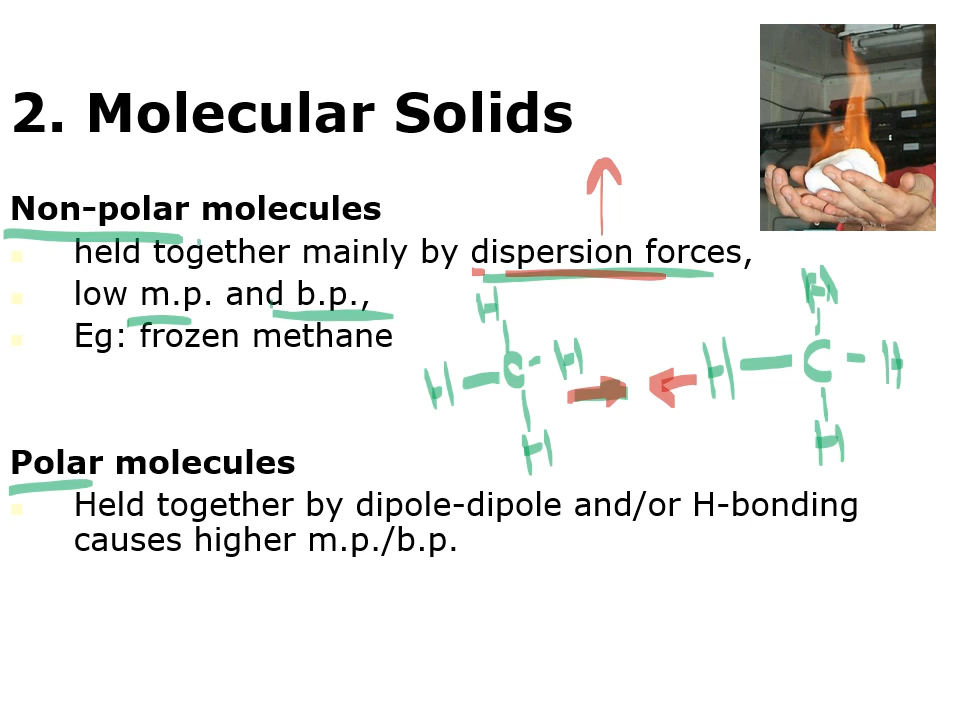 2. Molecular Solids
Non-polar molecules
held together mainly by dispersion forces,
low m.p. and b.p.,
Eg: frozen methane
H H
H C H H C H
H H
Polar molecules
Held together by dipole-dipole and/or H-bonding
causes higher m.p./b.p.